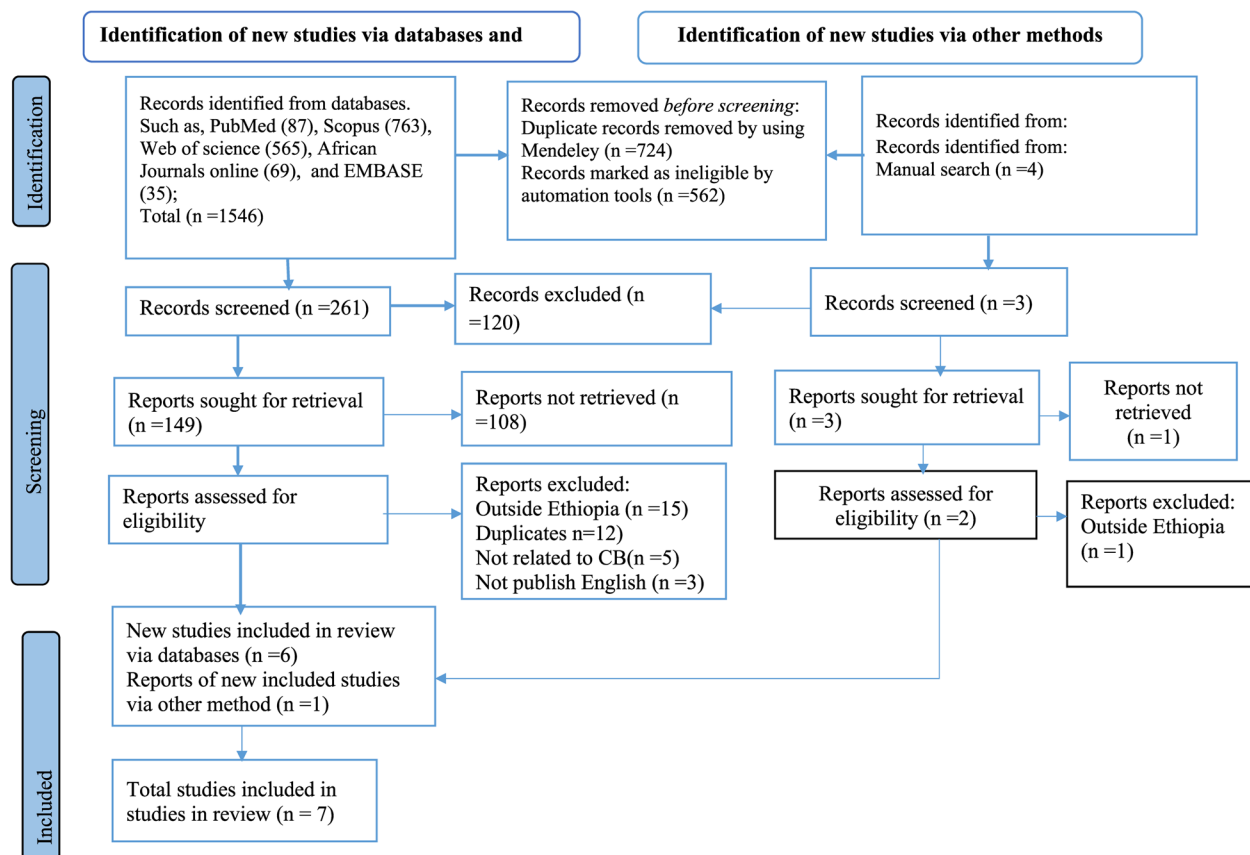 Identification of new studies via databases and
Identification of new studies via other methods
Identification
Records identified from databases.
Such as, PubMed (87), Scopus (763),
Web of science (565), African
Journals online (69),  and EMBASE
(35);
Total (n =1546)
Records removed before screening:
Duplicate records removed by using
Mendeley (n =724)
Records marked as ineligible by
automation tools (n =562)
Records identified from:
Records identified from:
Manual search (n =4)
Screening
Records screened (n =261)
Records excluded (n
=120)
Records screened (n =3)
Reports sought for retrieval
(n =149)
Reports not retrieved (n
=108)
Reports sought for retrieval
(n =3)
Reports not
retrieved
(n =1)
Reports assessed for
eligibility
Reports excluded:
Outside Ethiopia (n =15)
Duplicates n=12)
Not related to CB(n =5)
Not publish English (n =3)
Reports assessed for
eligibility (n =2)
Reports excluded:
Outside Ethiopia
(n =1)
Included
New studies included in review
via databases (n =6)
Reports of new included studies
via other method (n =1)
Total studies included in
studies in review (n = 7)